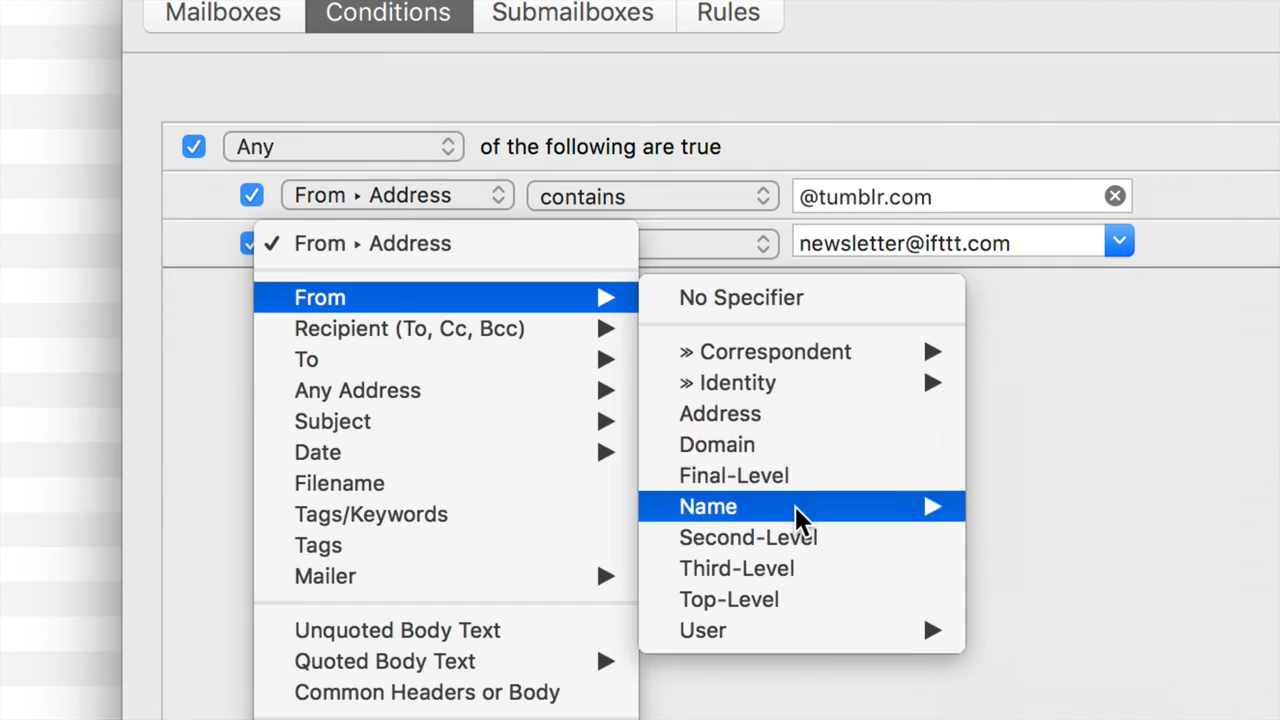 Mailboxes Conditions Submailboxes Rules
Any of the following are true
From ▸ Address contains @tumblr.com
From ▸ Address newsletter@ifttt.com
From
Recipient (To, Cc, Bcc)
To
Any Address
Subject
Date
Filename
Tags/Keywords
Tags
Mailer
Unquoted Body Text
Quoted Body Text
Common Headers or Body
No Specifier
» Correspondent
» Identity
Address
Domain
Final-Level
Name
Second-Level
Third-Level
Top-Level
User